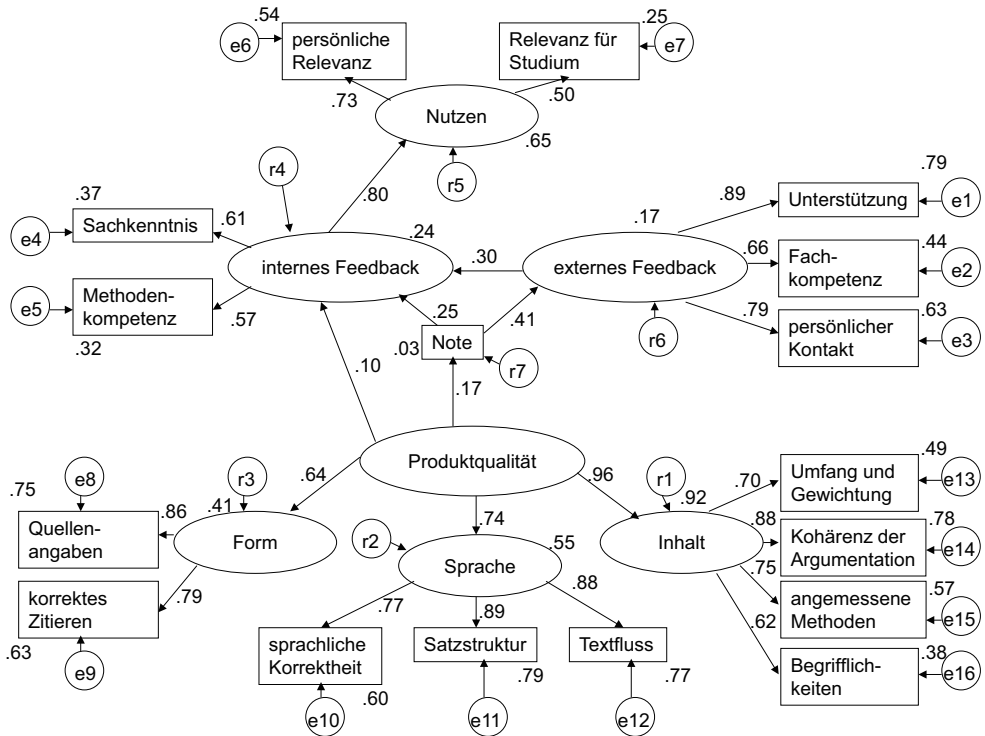 .54
e6
persönliche
Relevanz
.73
Relevanz für
Studium
.25
e7
.50
Nutzen
.65
r5
r4
.80
.37
e4
Sachkenntnis
.61
e5
Methoden-
kompetenz
.57
.32
internes Feedback
.24
.30
.17
externes Feedback
r6
.89
.79
Unterstützung
e1
.66
Fach-
kompetenz
.44
e2
.79
persönlicher
Kontakt
.63
e3
.25
.41
.03
Note
r7
.10
.17
Produktqualität
.64
.74
.96
r3
.41
Form
e8
.75
Quellen-
angaben
.86
korrektes
Zitieren
.79
.63
e9
r2
.55
Sprache
.77
.89
.88
sprachliche
Korrektheit
.60
e10
Satzstruktur
.79
e11
Textfluss
.77
e12
r1
.92
Inhalt
.70
Umfang und
Gewichtung
.49
e13
.88
Kohärenz der
Argumentation
.78
e14
.75
angemessene
Methoden
.57
e15
.62
Begrifflich-
keiten
.38
e16